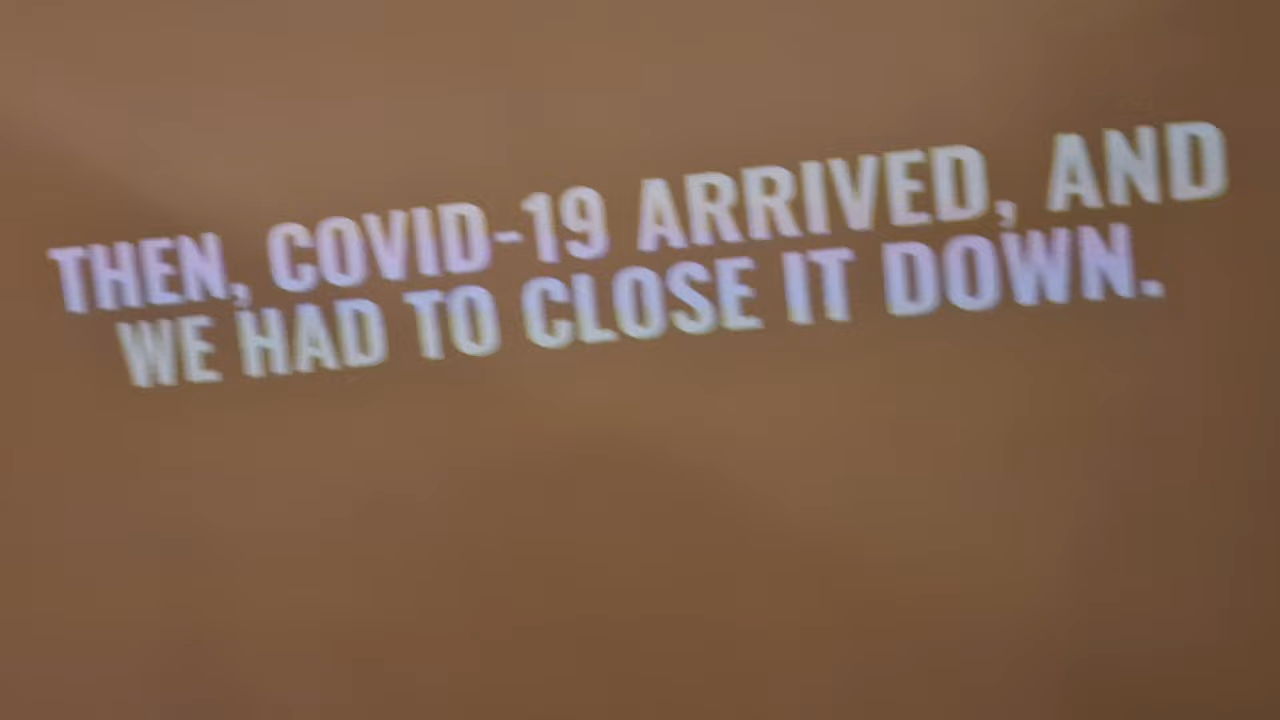 THEN, COVID-19 ARRIVED, AND
WE HAD TO CLOSE IT DOWN.